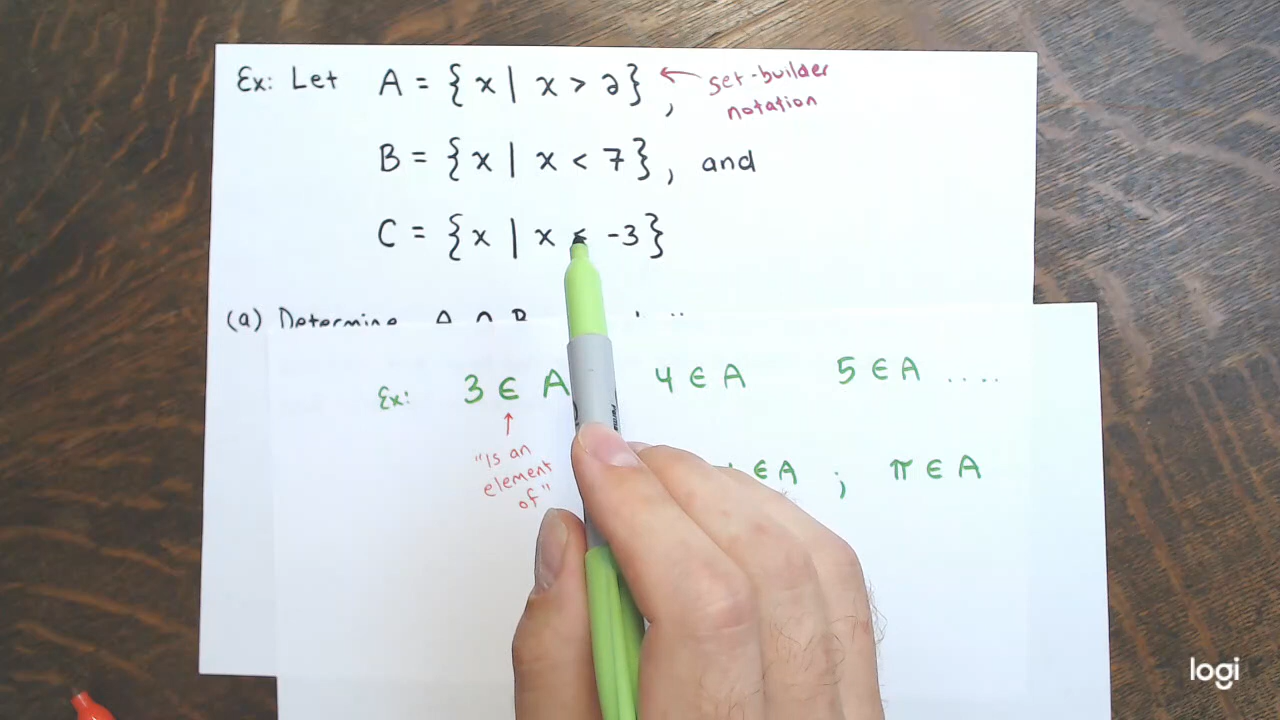 Ex: Let A = { x | x > 2 } , ← set-builder
notation
B = { x | x < 7 } , and
C = { x | x -3 }
(a) Determine A ∩ B
Ex: 3 ∈ A 4 ∈ A 5 ∈ A ....
↑
"Is an
element
of"
∈ A ; π ∈ A
logi